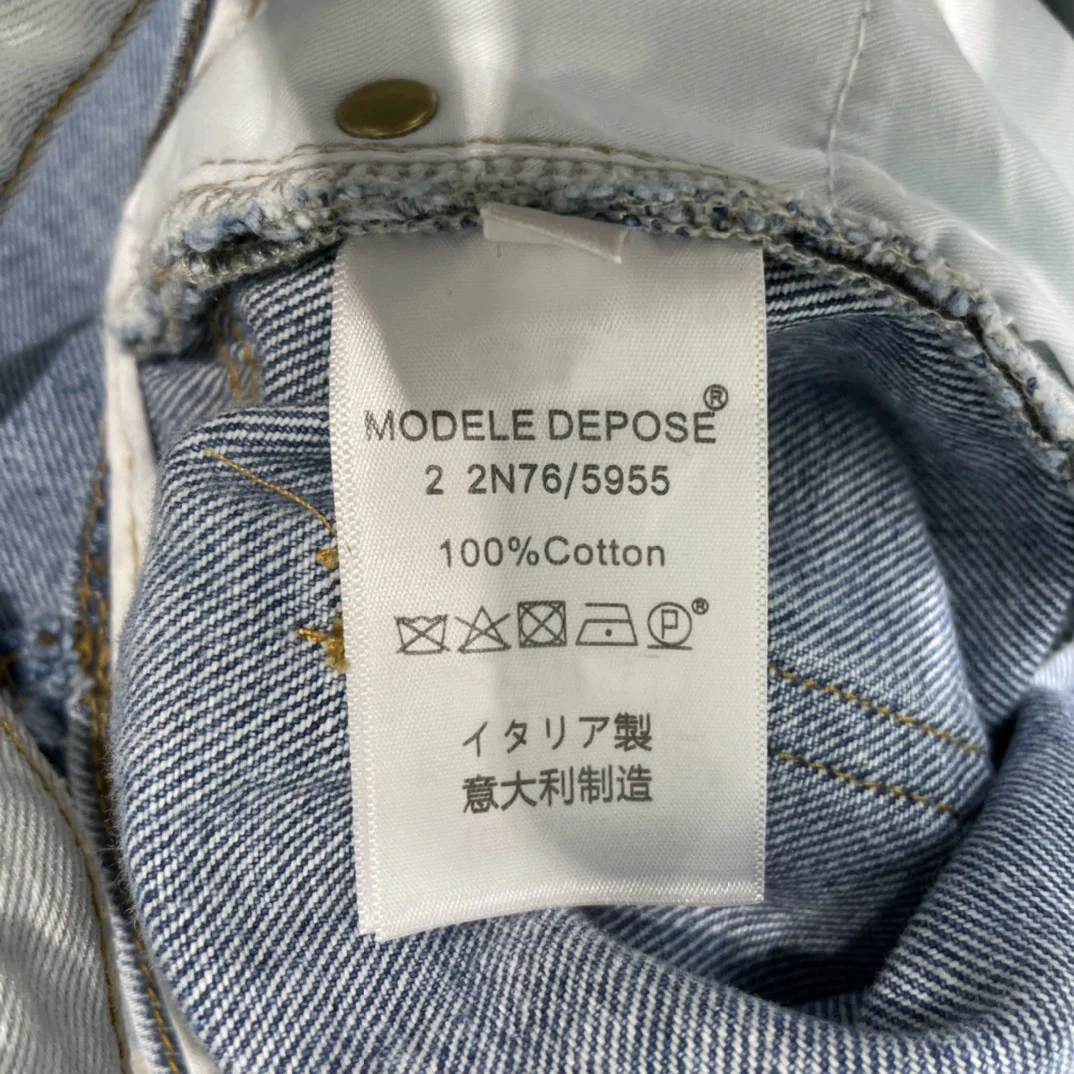 MODELE DEPOSE®
2 2N76/5955
100%Cotton
P®
イタリア製
意大利制造